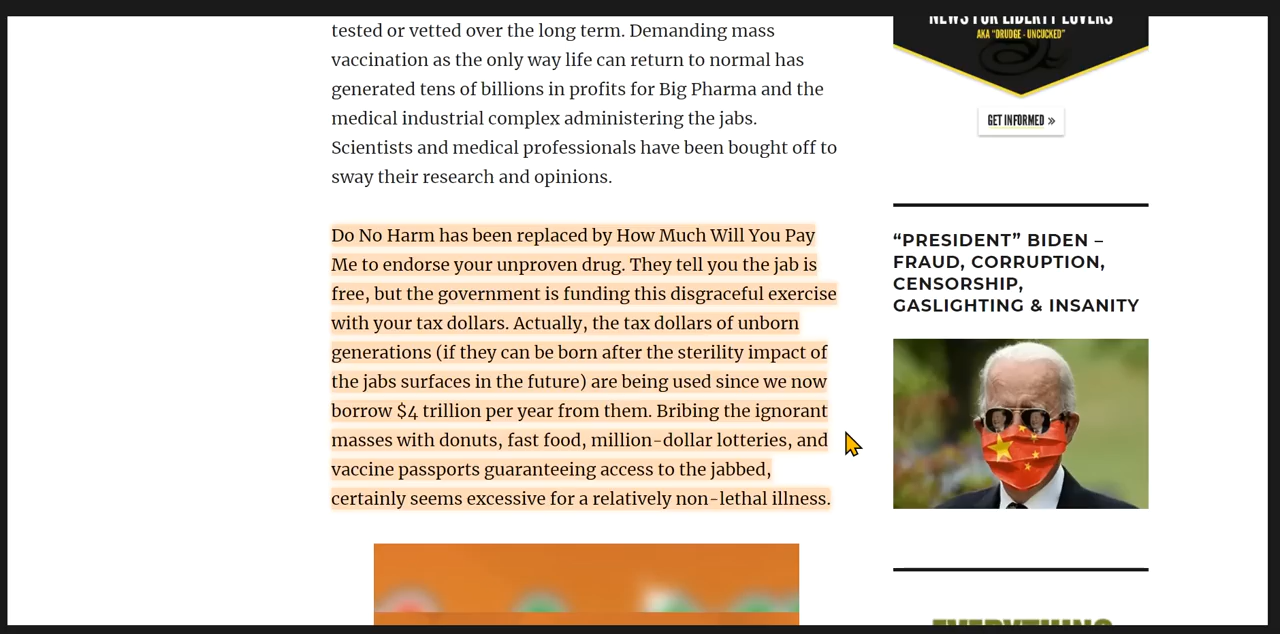 tested or vetted over the long term. Demanding mass
vaccination as the only way life can return to normal has
generated tens of billions in profits for Big Pharma and the
medical industrial complex administering the jabs.
Scientists and medical professionals have been bought off to
sway their research and opinions.
Do No Harm has been replaced by How Much Will You Pay
Me to endorse your unproven drug. They tell you the jab is
free, but the government is funding this disgraceful exercise
with your tax dollars. Actually, the tax dollars of unborn
generations (if they can be born after the sterility impact of
the jabs surfaces in the future) are being used since we now
borrow $4 trillion per year from them. Bribing the ignorant
masses with donuts, fast food, million-dollar lotteries, and
vaccine passports guaranteeing access to the jabbed,
certainly seems excessive for a relatively non-lethal illness.
NEWS FOR LIBERTY LOVERS
AKA "DRUDGE - UNCUCKED"
GET INFORMED »
“PRESIDENT” BIDEN –
FRAUD, CORRUPTION,
CENSORSHIP,
GASLIGHTING & INSANITY
EVERYTHING